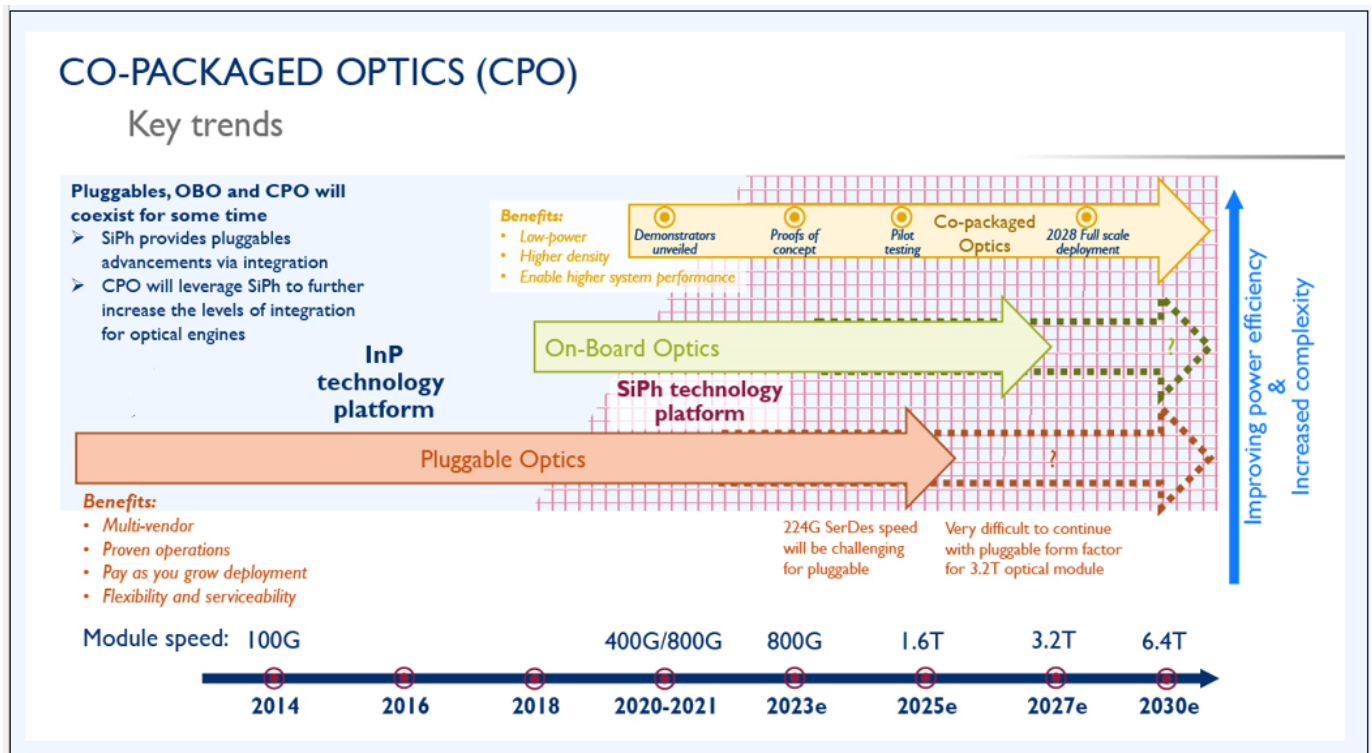 CO-PACKAGED OPTICS (CPO)
Key trends
Pluggables, OBO and CPO will
coexist for some time
➢ SiPh provides pluggables
advancements via integration
➢ CPO will leverage SiPh to further
increase the levels of integration
for optical engines
Benefits:
• Low-power
• Higher density
• Enable higher system performance
Demonstrators
unveiled
Proofs of
concept
Pilot
testing
Co-packaged
Optics
2028 Full scale
deployment
On-Board Optics
?
InP
technology
platform
SiPh technology
platform
Pluggable Optics
?
Improving power efficiency
&
Increased complexity
Benefits:
• Multi-vendor
• Proven operations
• Pay as you grow deployment
• Flexibility and serviceability
224G SerDes speed
will be challenging
for pluggable
Very difficult to continue
with pluggable form factor
for 3.2T optical module
Module speed: 100G 400G/800G 800G 1.6T 3.2T 6.4T
2014 2016 2018 2020-2021 2023e 2025e 2027e 2030e